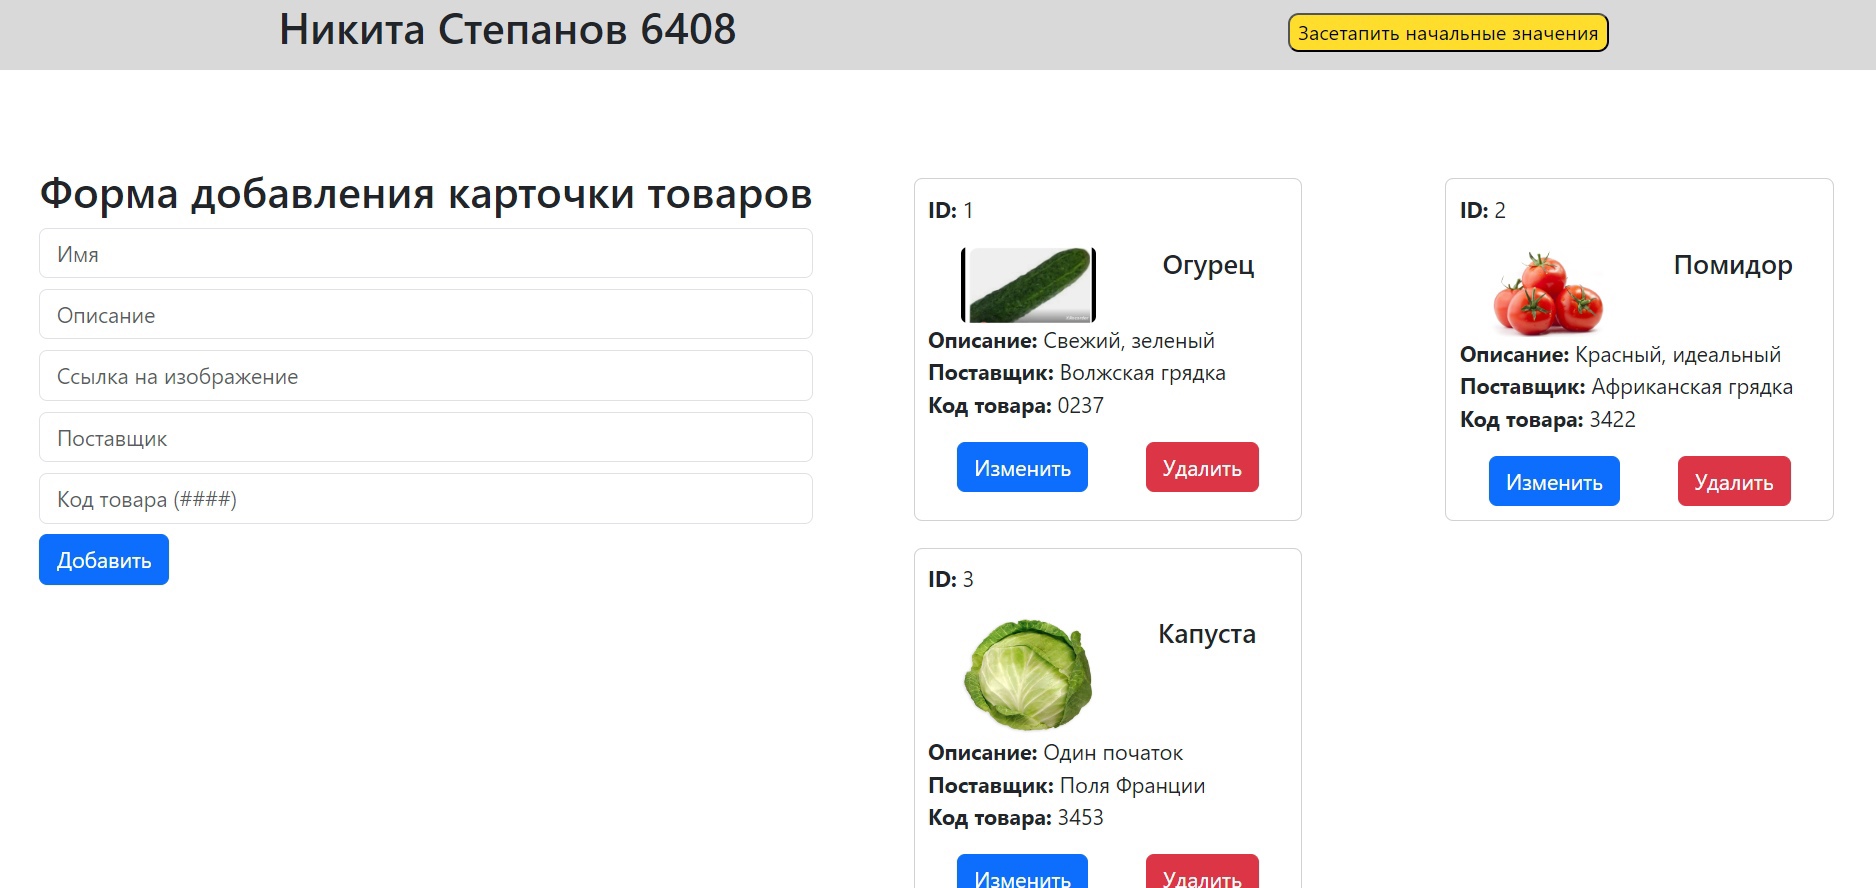 Никита Степанов 6408
Засетапить начальные значения
Форма добавления карточки товаров
Имя
Описание
Ссылка на изображение
Поставщик
Код товара (####)
Добавить
ID: 1
Огурец
Описание: Свежий, зеленый
Поставщик: Волжская грядка
Код товара: 0237
Изменить
Удалить
ID: 2
Помидор
Описание: Красный, идеальный
Поставщик: Африканская грядка
Код товара: 3422
Изменить
Удалить
ID: 3
Капуста
Описание: Один початок
Поставщик: Поля Франции
Код товара: 3453
Изменить
Удалить